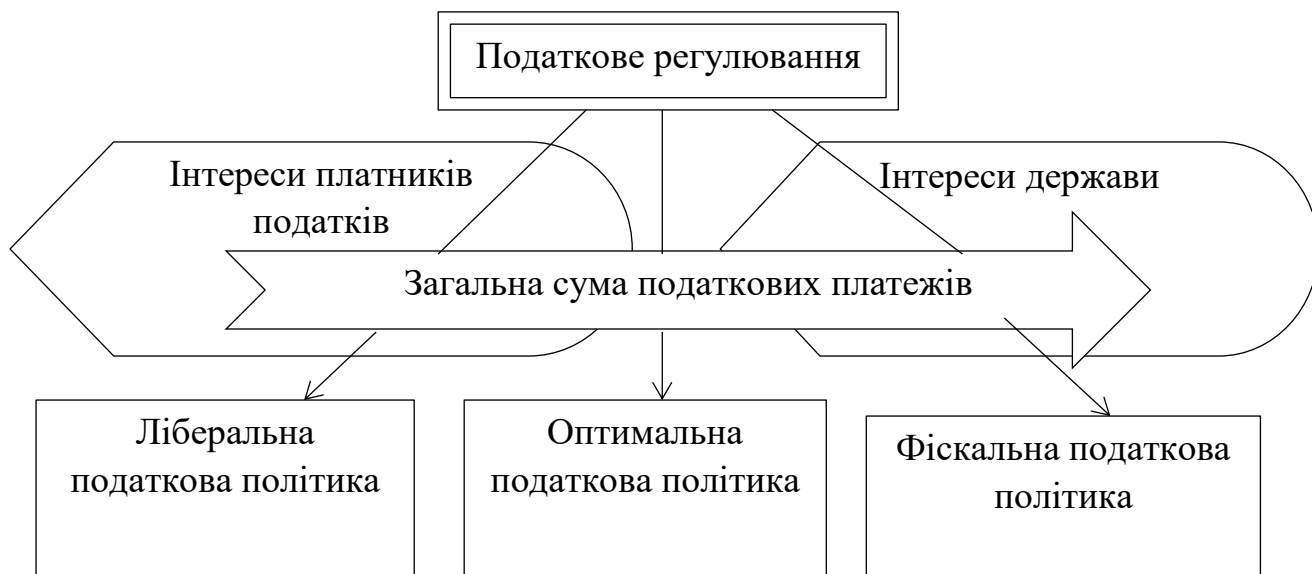 Податкове регулювання
Інтереси платників
податків
Інтереси держави
Загальна сума податкових платежів
Ліберальна
податкова політика
Оптимальна
податкова політика
Фіскальна податкова
політика